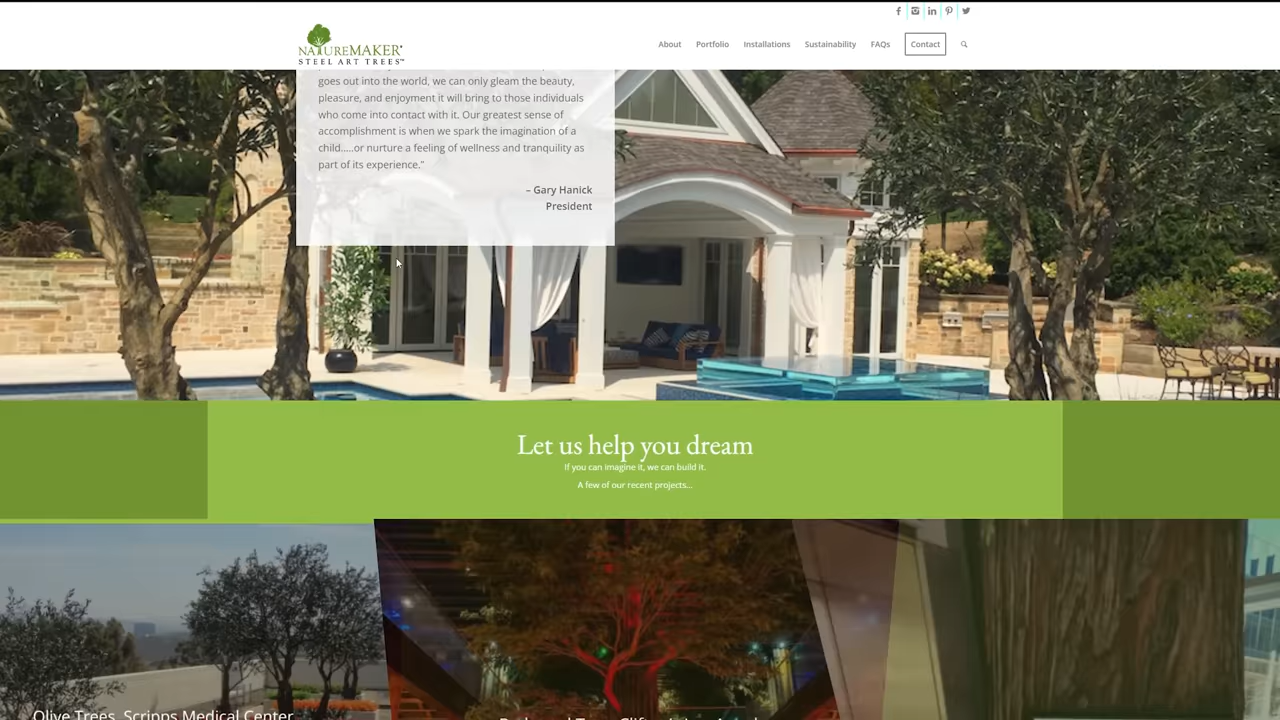 NATUREMAKER
STEEL ART TREES™
About Portfolio Installations Sustainability FAQs Contact
goes out into the world, we can only gleam the beauty,
pleasure, and enjoyment it will bring to those individuals
who come into contact with it. Our greatest sense of
accomplishment is when we spark the imagination of a
child.....or nurture a feeling of wellness and tranquility as
part of its experience.”
– Gary Hanick
President
Let us help you dream
If you can imagine it, we can build it.
A few of our recent projects...
Olive Trees, Scripps Medical Center